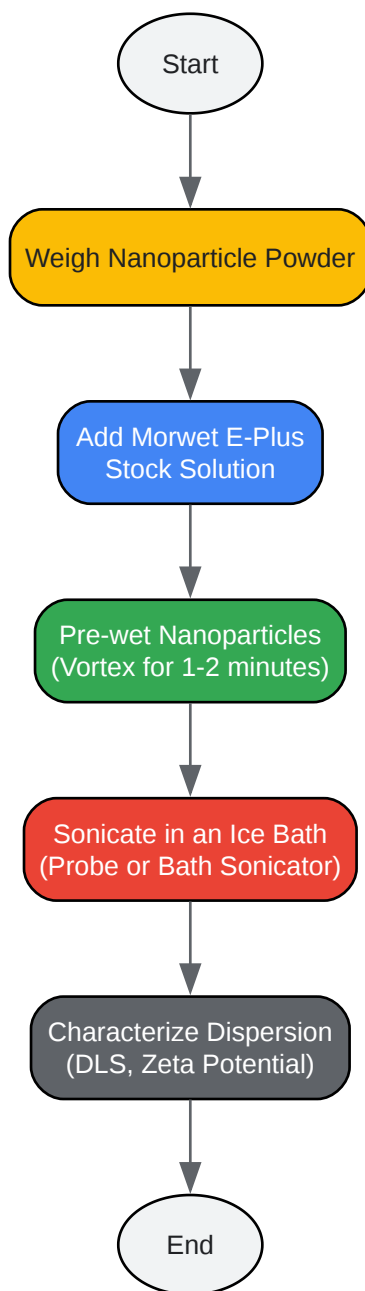 Start
Weigh Nanoparticle Powder
Add Morwet E-Plus
Stock Solution
Pre-wet Nanoparticles
(Vortex for 1-2 minutes)
Sonicate in an Ice Bath
(Probe or Bath Sonicator)
Characterize Dispersion
(DLS, Zeta Potential)
End